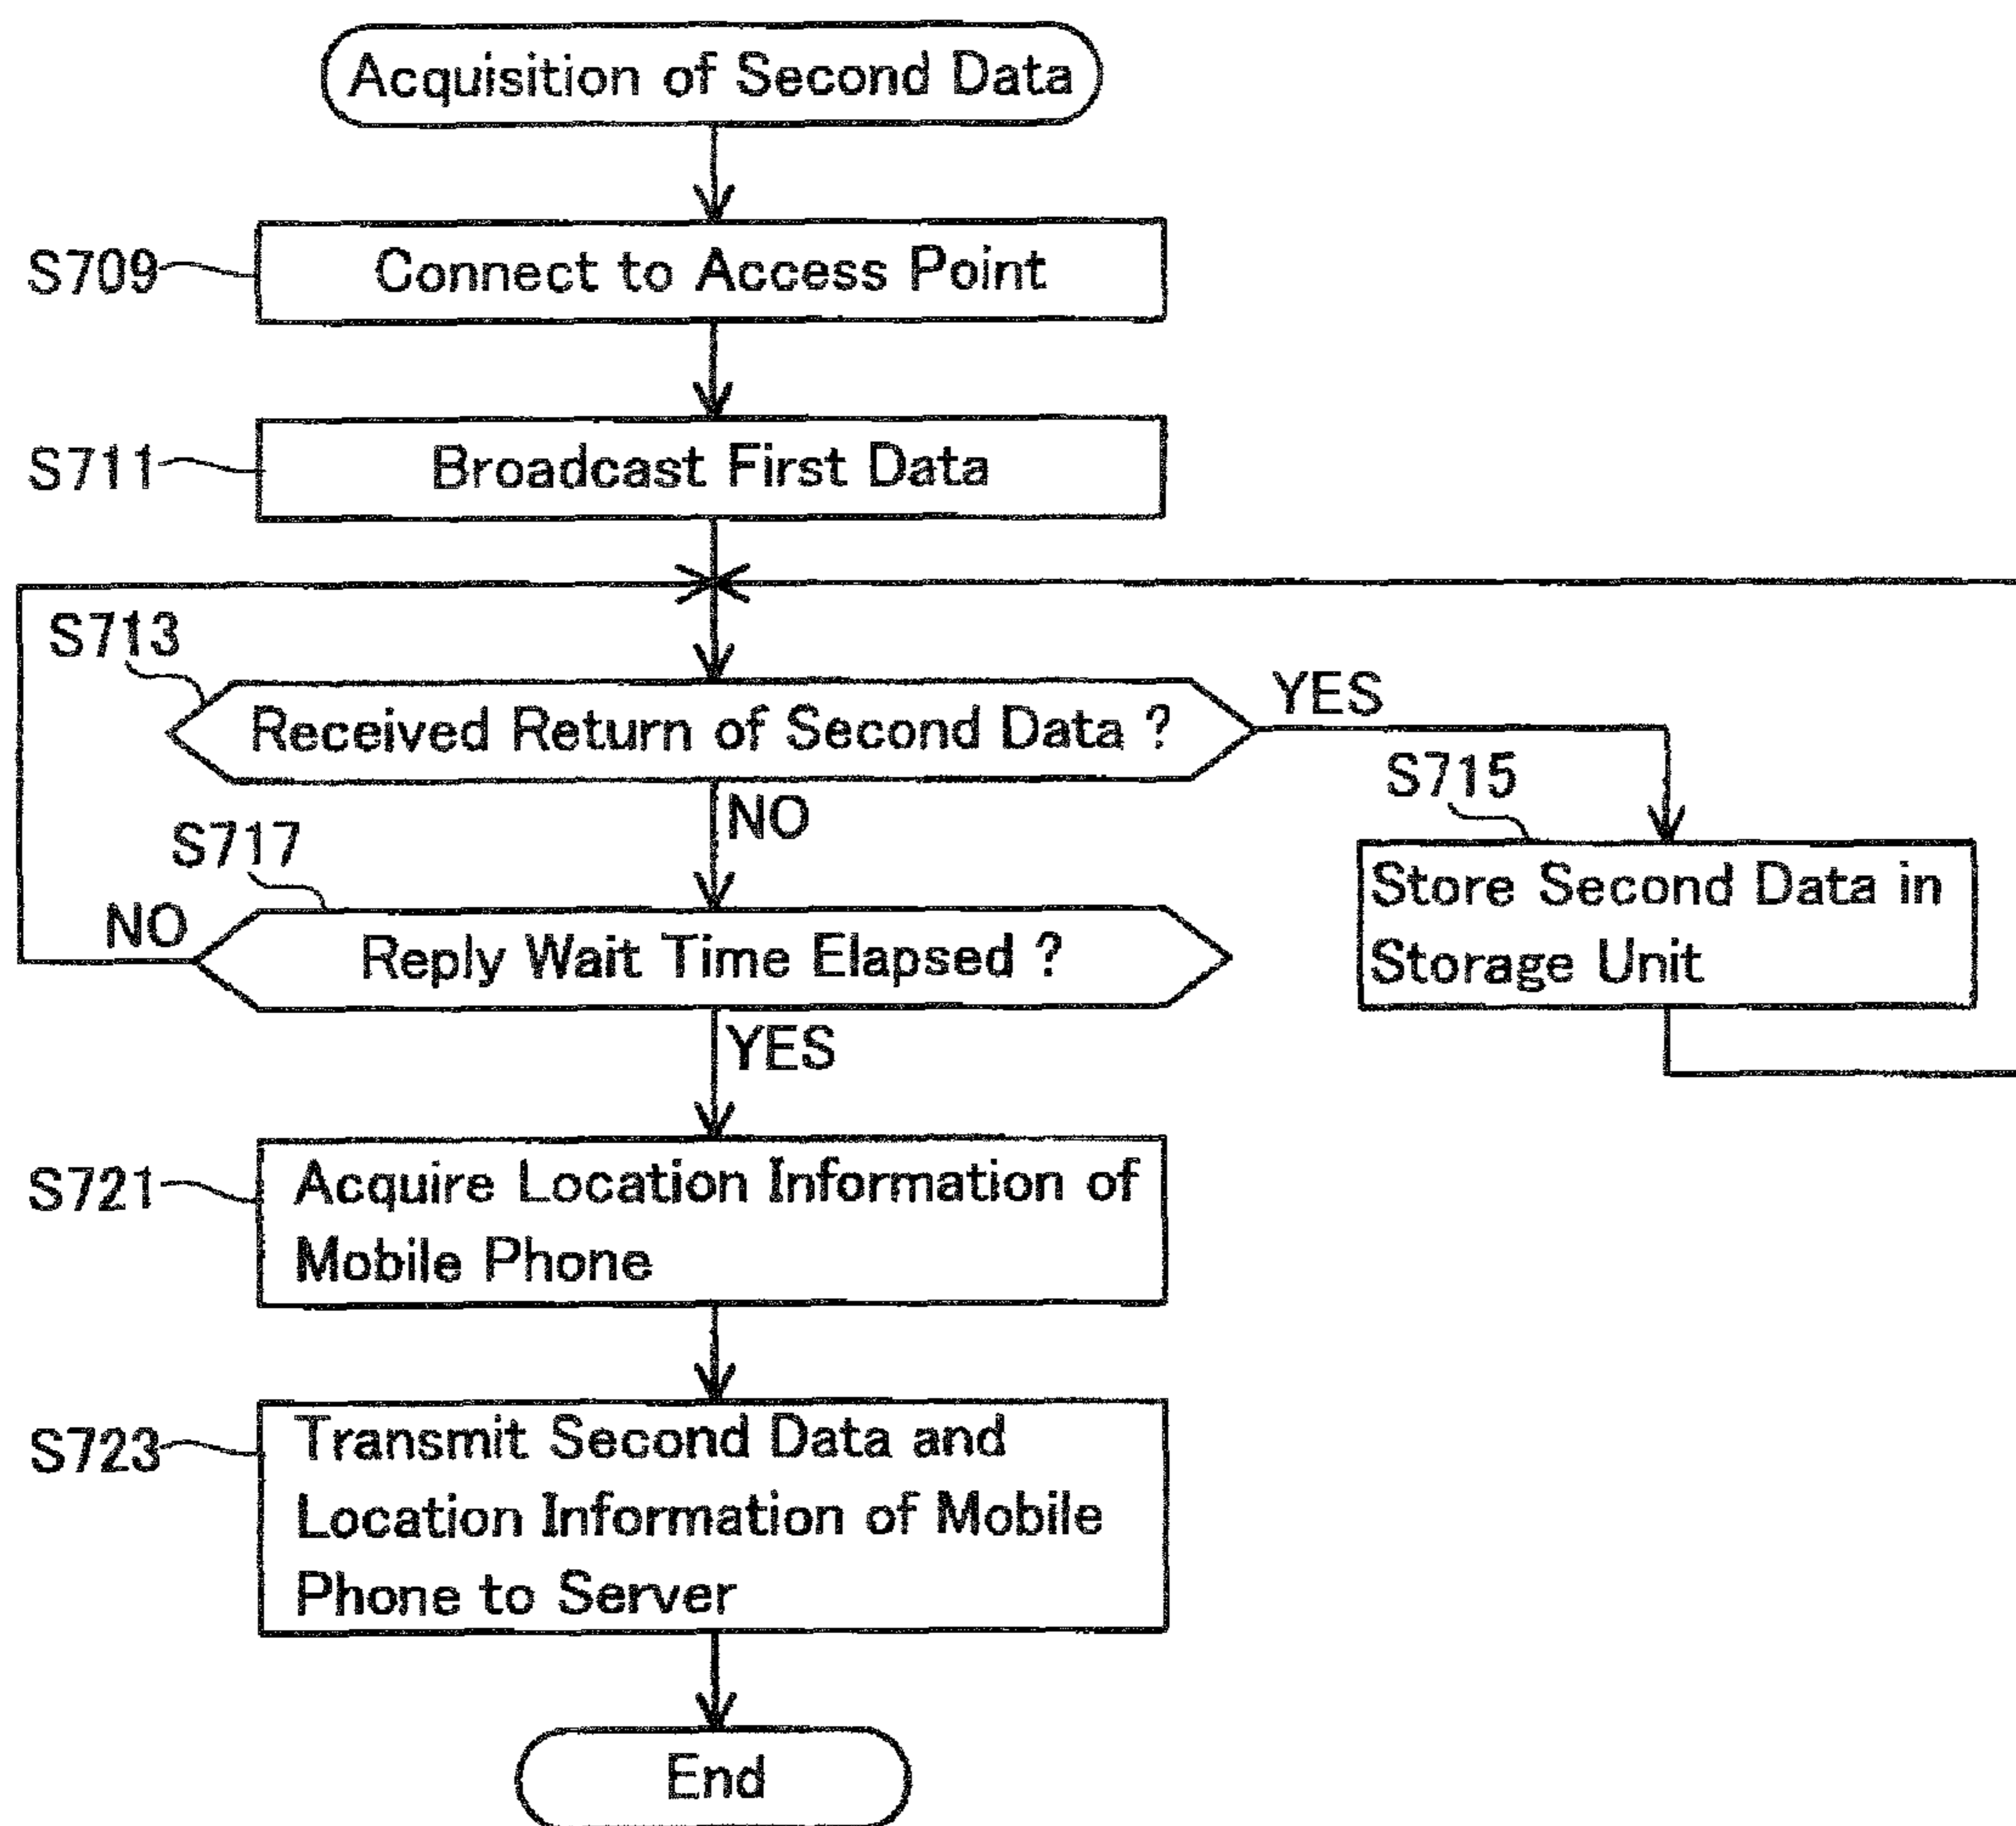 Acquisition of Second Data
S709
Connect to Access Point
S711
Broadcast First Data
S713
Received Return of Second Data ?
YES
NO
S715
Store Second Data in
Storage Unit
S717
NO
Reply Wait Time Elapsed ?
YES
S721
Acquire Location Information of
Mobile Phone
S723
Transmit Second Data and
Location Information of Mobile
Phone to Server
End